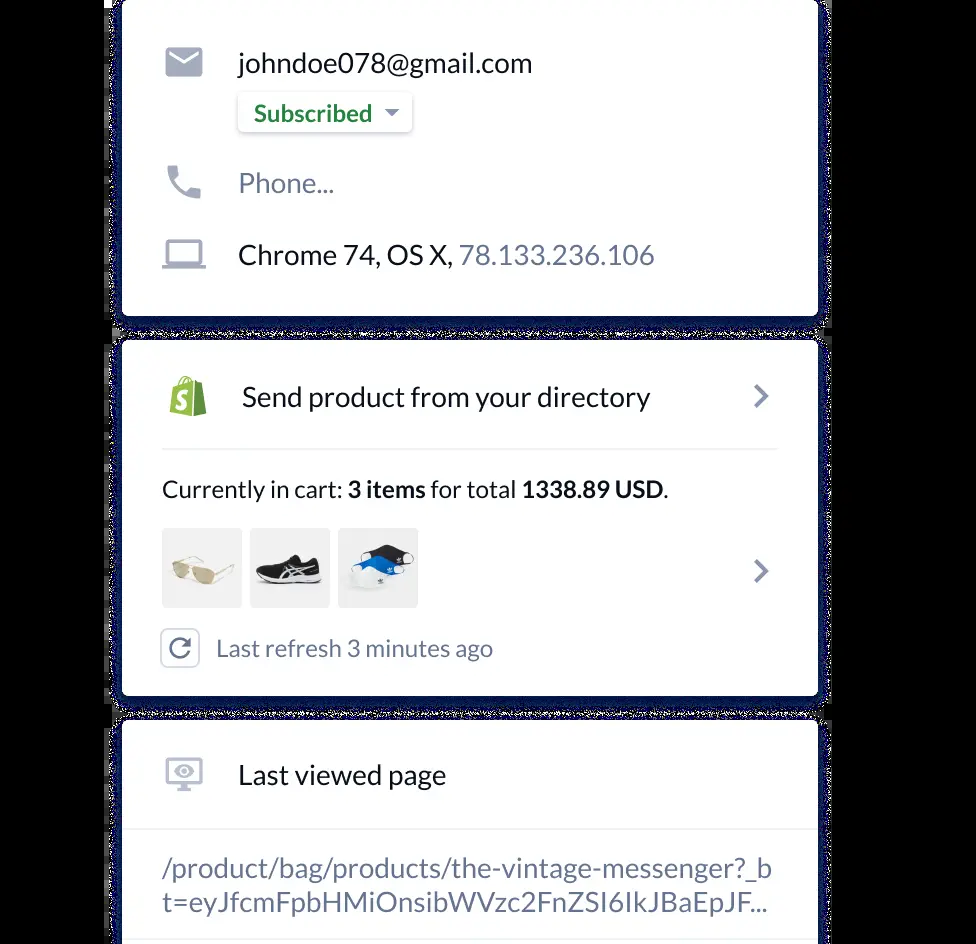 johndoe078@gmail.com
Subscribed
Phone...
Chrome 74, OS X, 78.133.236.106
Send product from your directory
Currently in cart: 3 items for total 1338.89 USD.
Last refresh 3 minutes ago
Last viewed page
/product/bag/products/the-vintage-messenger?_b
t=eyJfcmFpbHMiOnsibWVzc2FnZSI6IkJBaEpJF...